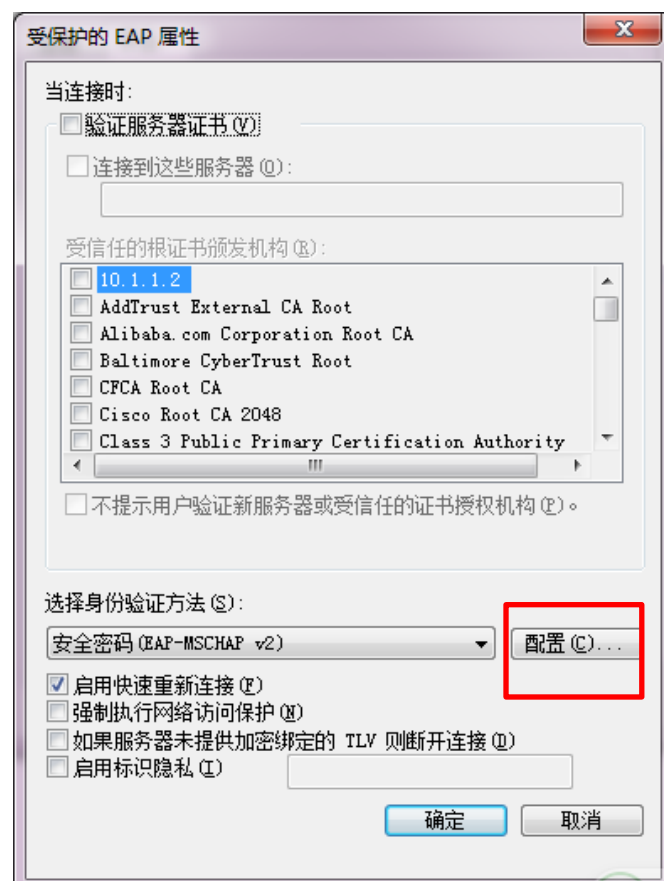 受保护的 EAP 属性
当连接时:
验证服务器证书(V)
连接到这些服务器(O):
受信任的根证书颁发机构(R):
10.1.1.2
AddTrust External CA Root
Alibaba.com Corporation Root CA
Baltimore CyberTrust Root
CFCA Root CA
Cisco Root CA 2048
Class 3 Public Primary Certification Authority
不提示用户验证新服务器或受信任的证书授权机构(P)。
选择身份验证方法(S):
安全密码(EAP-MSCHAP v2) 配置(C)...
启用快速重新连接(F)
强制执行网络访问保护(N)
如果服务器未提供加密绑定的 TLV 则断开连接(D)
启用标识隐私(I)
确定 取消